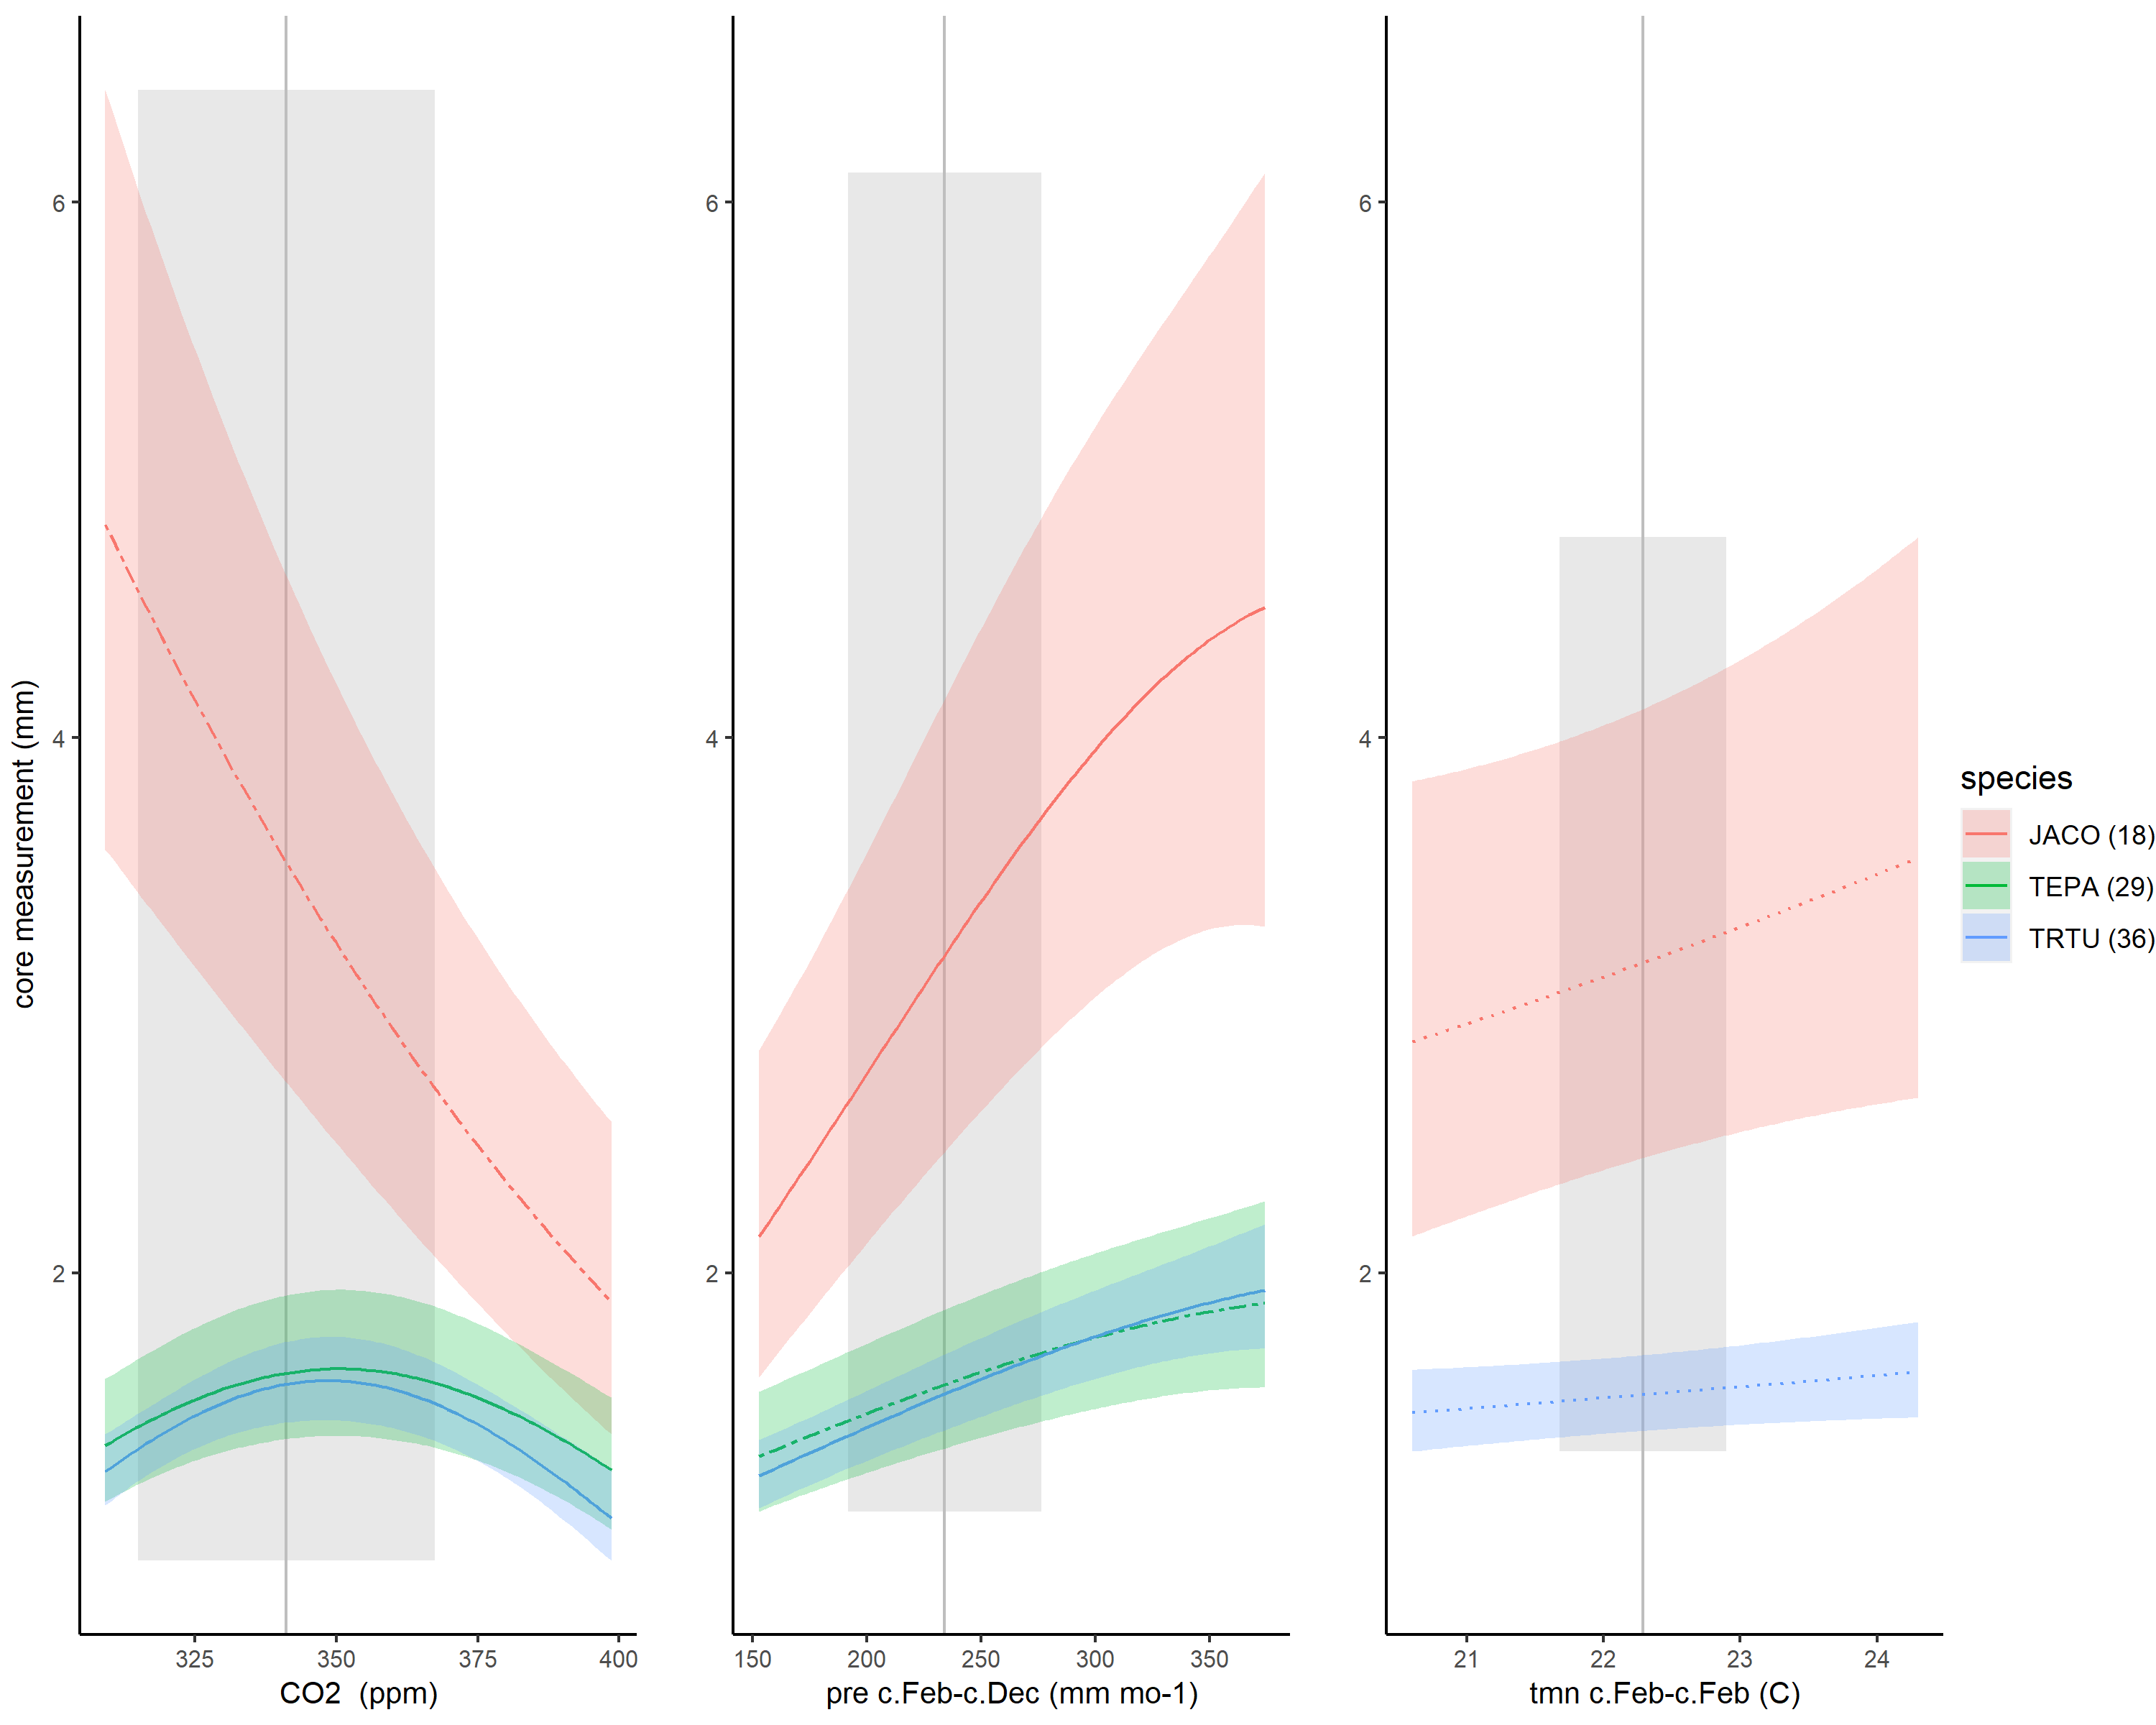 core measurement (mm)
6
4
2
325 350 375 400
CO2  (ppm)
6
4
2
150 200 250 300 350
pre c.Feb-c.Dec (mm mo-1)
6
4
2
21 22 23 24
tmn c.Feb-c.Feb (C)
species
JACO (18)
TEPA (29)
TRTU (36)